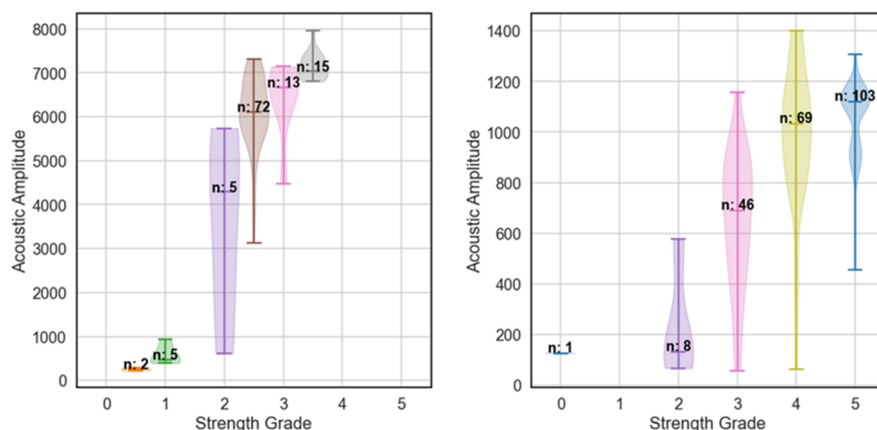 8000
7000
6000
5000
4000
3000
2000
1000
0
Acoustic Amplitude
n: 2
n: 5
n: 5
n: 72
n: 13
n: 15
0 1 2 3 4 5
Strength Grade
1400
1200
1000
800
600
400
200
0
Acoustic Amplitude
n: 1
n: 8
n: 46
n: 69
n: 103
0 1 2 3 4 5
Strength Grade